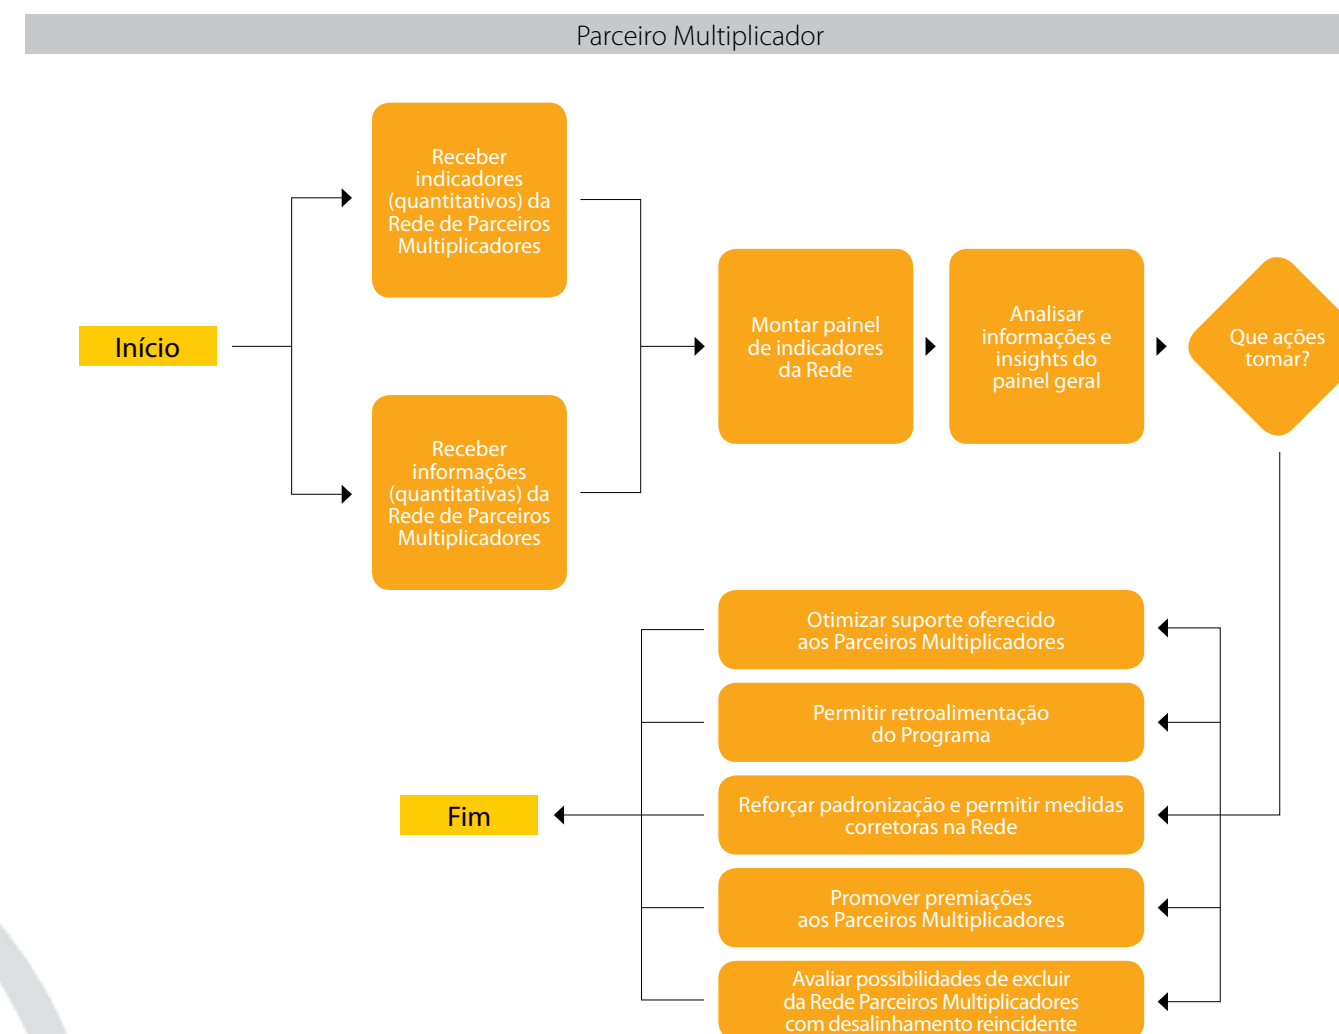 Parceiro Multiplicador
Receber
indicadores
(quantitativos) da
Rede de Parceiros
Multiplicadores
Início
Receber
informações
(quantitativas) da
Rede de Parceiros
Multiplicadores
Montar painel
de indicadores
da Rede
Analisar
informações e
insights do
painel geral
Que ações
tomar?
Otimizar suporte oferecido
aos Parceiros Multiplicadores
Permitir retroalimentação
do Programa
Reforçar padronização e permitir medidas
corretoras na Rede
Promover premiações
aos Parceiros Multiplicadores
Avaliar possibilidades de excluir
da Rede Parceiros Multiplicadores
com desalinhamento reincidente
Fim